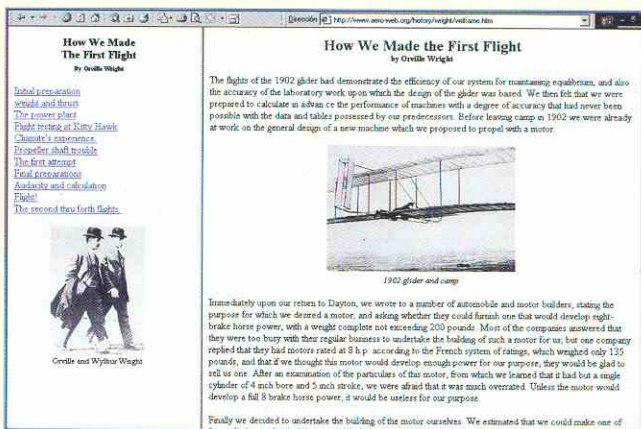 Dirección
http://www.aero-web.org/history/wright/wrframe.htm
How We Made
The First Flight
By Orville Wright
Initial preparation
weight and thrust
The power plant
Flight testing at Kitty Hawk
Chanute's experience.
Propeller shaft trouble
The first attempt
Final preparations
Audacity and calculation
Flight!
The second thru forth flights
Orville and Wylbur Wright
How We Made the First Flight
by Orville Wright
The flights of the 1902 glider had demonstrated the efficiency of our system for maintaining equilibrium, and also
the accuracy of the laboratory work upon which the design of the glider was based. We then felt that we were
prepared to calculate in advan ce the performance of machines with a degree of accuracy that had never been
possible with the data and tables possessed by our predecessors. Before leaving camp in 1902 we were already
at work on the general design of a new machine which we proposed to propel with a motor.
1902 glider and camp
Immediately upon our return to Dayton, we wrote to a number of automobile and motor builders, stating the
purpose for which we desired a motor, and asking whether they could furnish one that would develop eight-
brake horse power, with a weight complete not exceeding 200 pounds. Most of the companies answered that
they were too busy with their regular business to undertake the building of such a motor for us; but one company
replied that they had motors rated at 8 h.p. according to the French system of ratings, which weighed only 135
pounds, and that if we thought this motor would develop enough power for our purpose, they would be glad to
sell us one. After an examination of the particulars of this motor, from which we learned that it had but a single
cylinder of 4 inch bore and 5 inch stroke, we were afraid that it was much overrated. Unless the motor would
develop a full 8 brake horse power, it would be useless for our purpose.
Finally we decided to undertake the building of the motor ourselves. We estimated that we could make one of